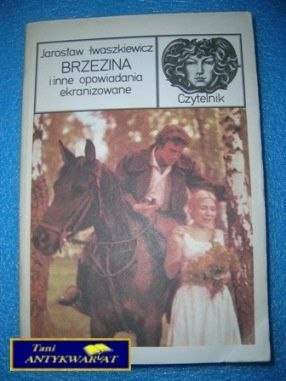 Jarosław Iwaszkiewicz
BRZEZINA
i inne opowiadania
ekranizowane
Czytelnik
Tani
ANTYKWARIAT